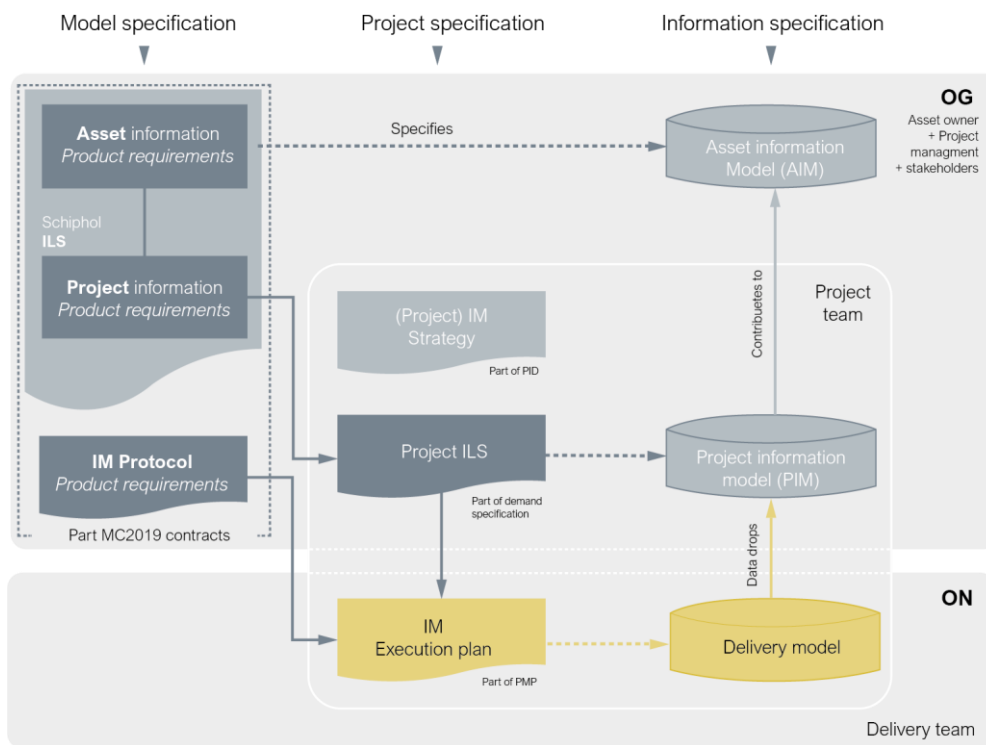 Model specification
Project specification
Information specification
OG
Asset owner
+ Project
managment
+ stakeholders
Asset information
Product requirements
Specifies
Asset information
Model (AIM)
Schiphol
ILS
Project information
Product requirements
(Project) IM
Strategy
Part of PID
Contribuetes to
Project
team
IM Protocol
Product requirements
Part MC2019 contracts
Project ILS
Part of demand
specification
Project information
model (PIM)
Data drops
ON
IM
Execution plan
Part of PMP
Delivery model
Delivery team